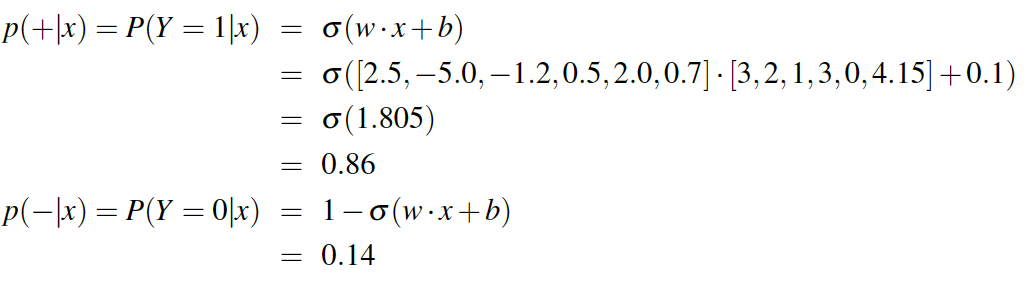 p(+|x) = P(Y = 1|x) = σ(w·x+b)
= σ([2.5,−5.0,−1.2,0.5,2.0,0.7]·[3,2,1,3,0,4.15]+0.1)
= σ(1.805)
= 0.86
p(−|x) = P(Y = 0|x) = 1−σ(w·x+b)
= 0.14